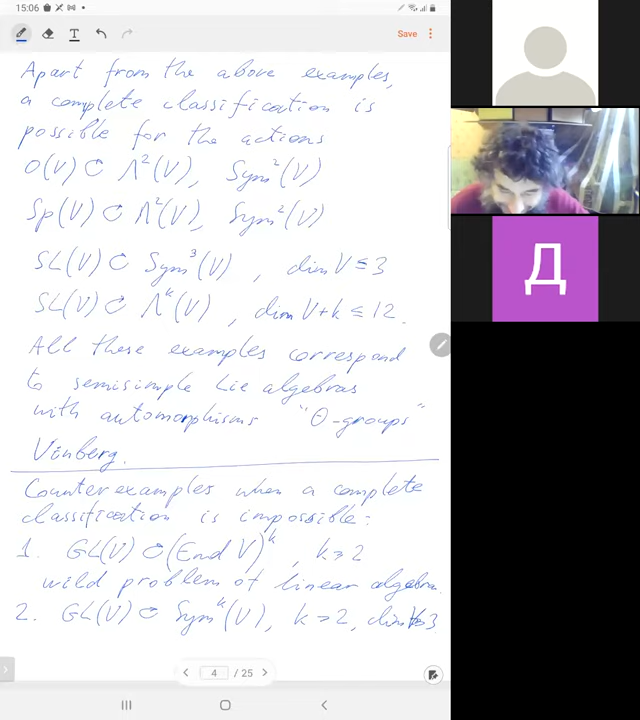 15:06
81%
Save
Apart from the above examples,
a complete classification is
possible for the actions
O(V) ↻ Λ²(V), Sym²(V)
Sp(V) ↻ Λ²(V), Sym²(V)
SL(V) ↻ Sym³(V), dim V ≤ 3
SL(V) ↻ Λᵏ(V), dim V + k ≤ 12.
All these examples correspond
to semisimple Lie algebras
with automorphisms "θ-groups"
Vinberg.
Counterexamples when a complete
classification is impossible:
1. GL(V) ↻ (End V)ᵏ, k ≥ 2
wild problem of linear algebra.
2. GL(V) ↻ Symᵏ(V), k > 2,
4 / 25
Д